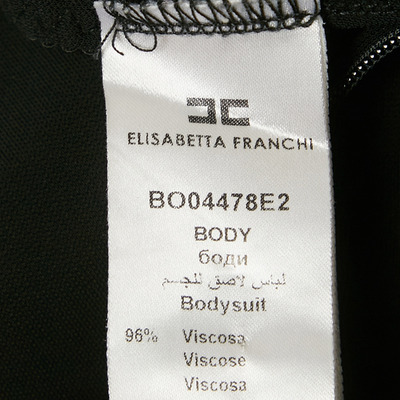 ELISABETTA FRANCHI
BO04478E2
BODY
боди
لباس لاصق للجسم
Bodysuit
96% Viscosa
Viscose
Viscosa